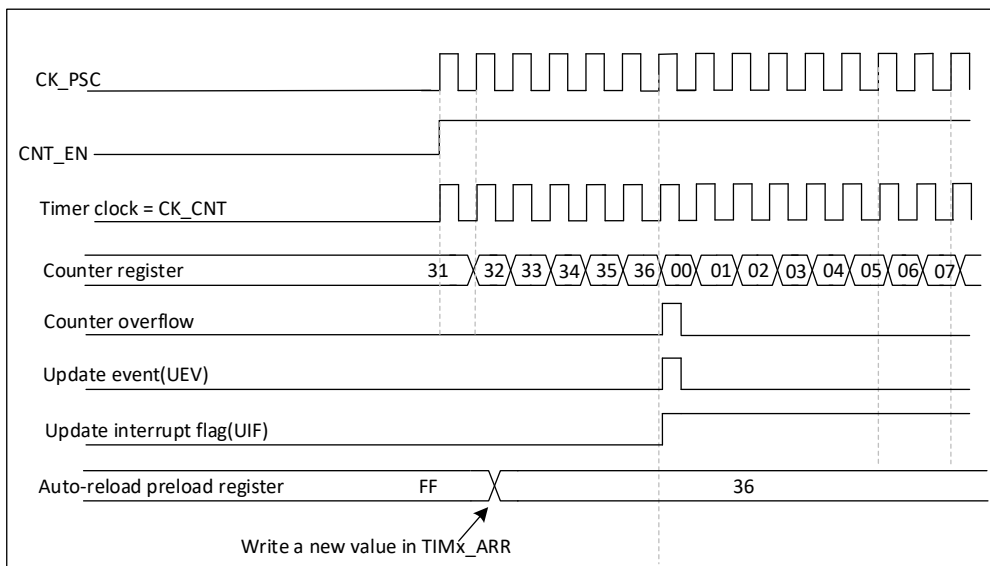 CK_PSC
CNT_EN
Timer clock = CK_CNT
Counter register 31 32 33 34 35 36 00 01 02 03 04 05 06 07
Counter overflow
Update event(UEV)
Update interrupt flag(UIF)
Auto-reload preload register FF 36
Write a new value in TIMx_ARR